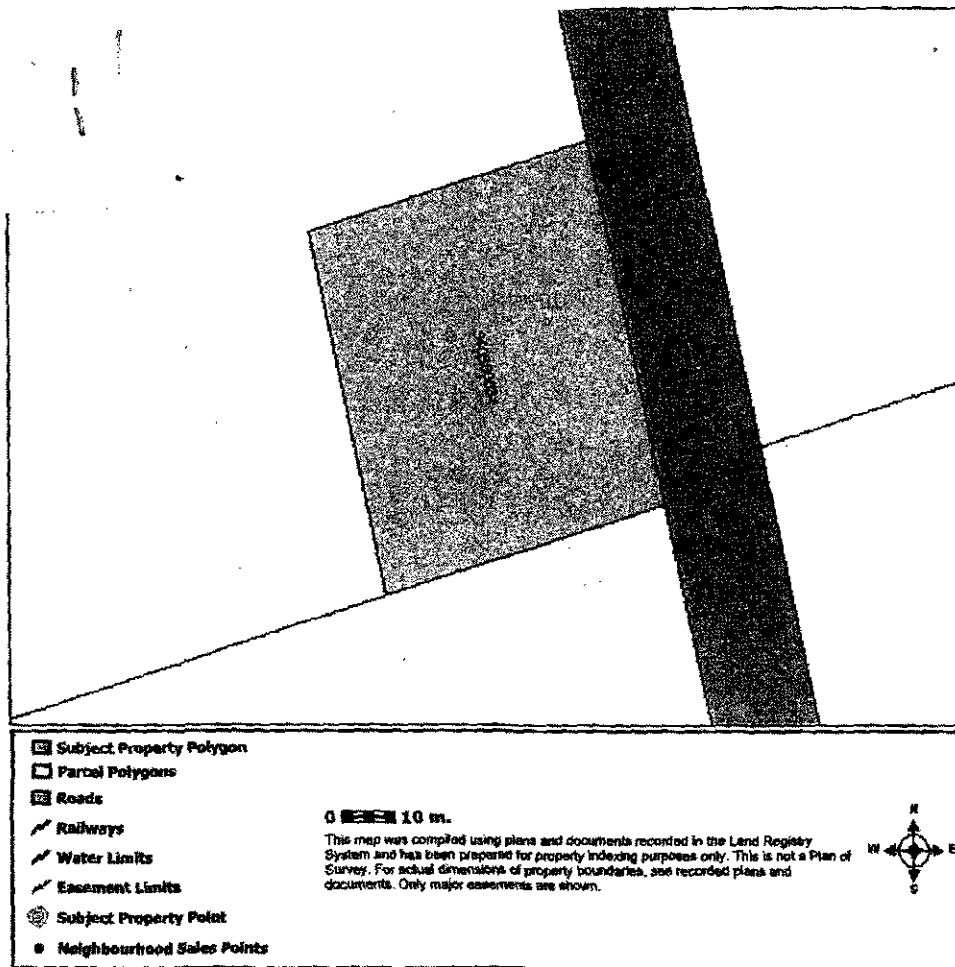 Subject Property Polygon
Parcel Polygons
Roads
Railways
Water Limits
Easement Limits
Subject Property Point
Neighbourhood Sales Points
0 10 m.
This map was compiled using plans and documents recorded in the Land Registry
System and has been prepared for property indexing purposes only. This is not a Plan of
Survey. For actual dimensions of property boundaries, see recorded plans and
documents. Only major easements are shown.
N
W E
S